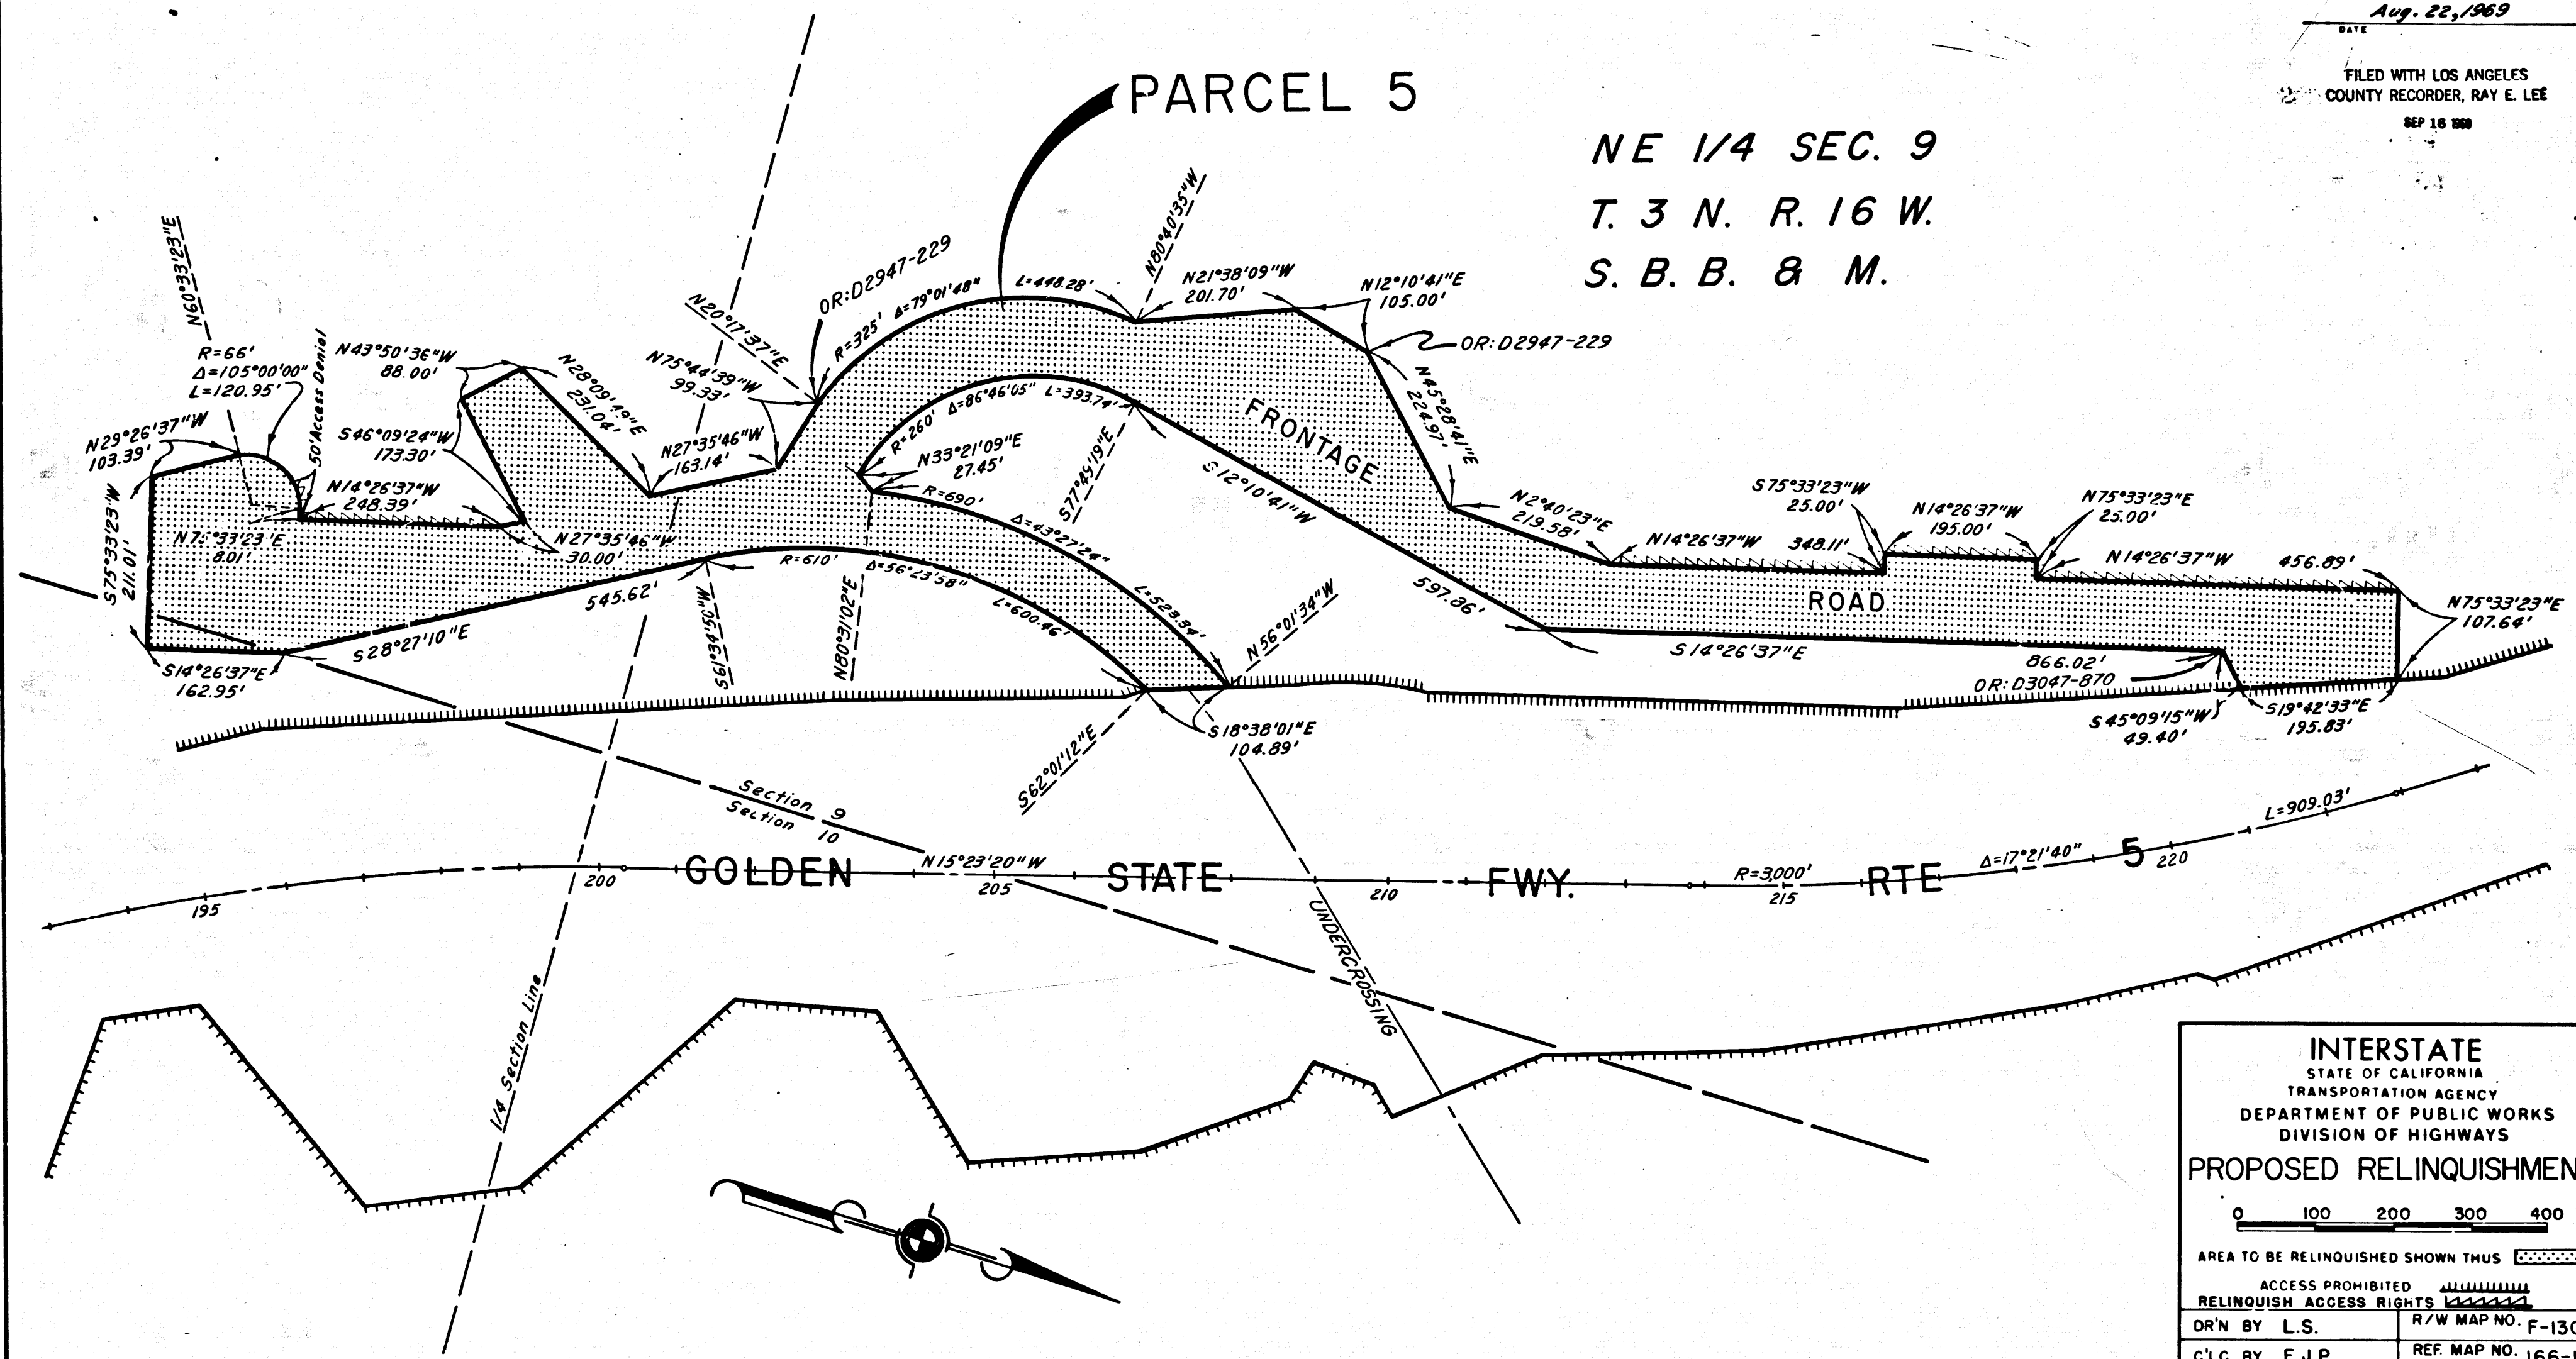 Aug. 22, 1969
DATE
FILED WITH LOS ANGELES
COUNTY RECORDER, RAY E. LEE
SEP 16 1969
PARCEL 5
NE 1/4 SEC. 9
T. 3 N. R. 16 W.
S. B. B. & M.
N60°33'23"E
R=66'
Δ=105°00'00"
L=120.95'
50' Access Denial
N29°26'37"W
103.39'
N43°50'36"W
88.00'
S46°09'24"W
173.30'
N14°26'37"W
248.39'
N28°09'49"E
231.04'
N20°17'37"E
N75°44'39"W
99.33'
N27°35'46"W
163.14'
OR:D2947-229
R=325' Δ=79°01'48" L=448.28'
N80°40'35"W
N21°38'09"W
201.70'
N12°10'41"E
105.00'
OR:D2947-229
N45°28'41"E
224.97'
R=260' Δ=86°46'05" L=393.74'
N33°21'09"E
27.45'
R=690' Δ=43°27'24" L=523.34'
S77°49'19"E
S12°10'41"W
597.86'
FRONTAGE
ROAD
N2°40'23"E
219.58'
N14°26'37"W 348.11'
S75°33'23"W
25.00'
N14°26'37"W
195.00'
N75°33'23"E
25.00'
N14°26'37"W 456.89'
N75°33'23"E
107.64'
S75°33'23"W
211.01'
N75°33'23"E
8.01'
N27°35'46"W
30.00'
S14°26'37"E
162.95'
S28°27'10"E
545.62'
S61°34'50"W
R=610' Δ=56°23'58" L=600.46'
N80°31'02"E
N56°01'34"W
S62°01'12"E
S18°38'01"E
104.89'
S14°26'37"E
866.02'
OR:D3047-870
S45°09'15"W
49.40'
S19°42'33"E
195.83'
Section 9
Section 10
195
200
GOLDEN STATE FWY. RTE 5
N15°23'20"W
205
210
R=3,000'
215
Δ=17°21'40"
220
L=909.03'
UNDERCROSSING
1/4 Section Line
INTERSTATE
STATE OF CALIFORNIA
TRANSPORTATION AGENCY
DEPARTMENT OF PUBLIC WORKS
DIVISION OF HIGHWAYS
PROPOSED RELINQUISHMEN
0 100 200 300 400
AREA TO BE RELINQUISHED SHOWN THUS
ACCESS PROHIBITED
RELINQUISH ACCESS RIGHTS
DR'N BY L.S.
R/W MAP NO. F-130
REF. MAP NO. 166-